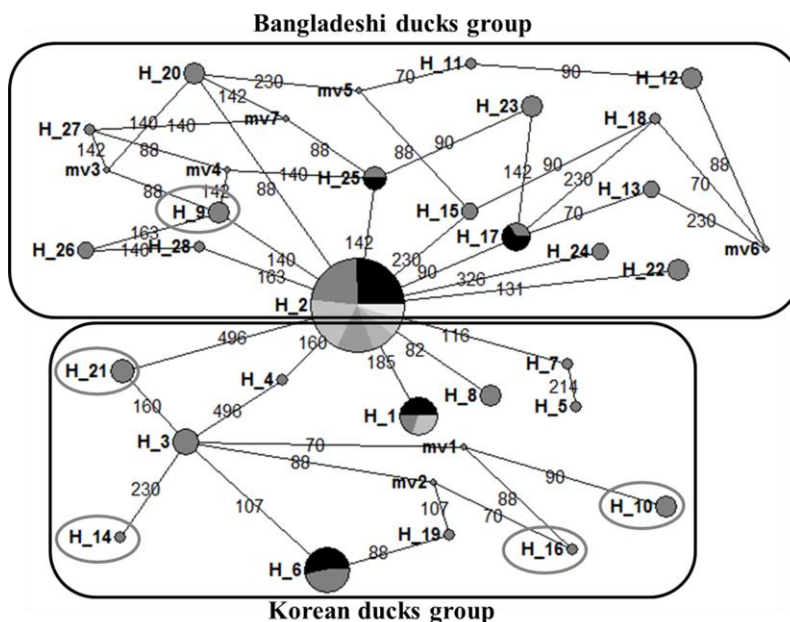 Bangladeshi ducks group
H_11
H_20
230
70
90
H_12
mv5
142
H_23
H_27
140
140
mv7
H_18
142
88
88
90
88
mv3
mv4
140
H_25
88
90
230
H_13
70
88
142
142
H_9
H_15
163
H_17
70
230
H_26
140
H_28
140
142
230
90
H_24
mv6
163
326
H_22
131
H_2
496
160
116
H_21
185
82
H_7
H_4
214
160
H_8
H_5
496
H_1
H_3
70
mv1
88
90
mv2
230
107
107
88
H_10
70
H_14
H_19
H_16
88
H_6
Korean ducks group